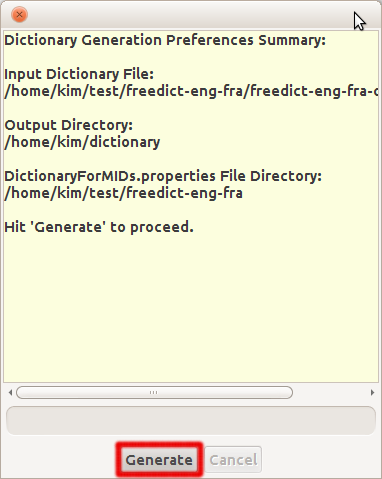 Dictionary Generation Preferences Summary:
Input Dictionary File:
/home/kim/test/freedict-eng-fra/freedict-eng-fra-
Output Directory:
/home/kim/dictionary
DictionaryForMIDs.properties File Directory:
/home/kim/test/freedict-eng-fra
Hit 'Generate' to proceed.
Generate Cancel